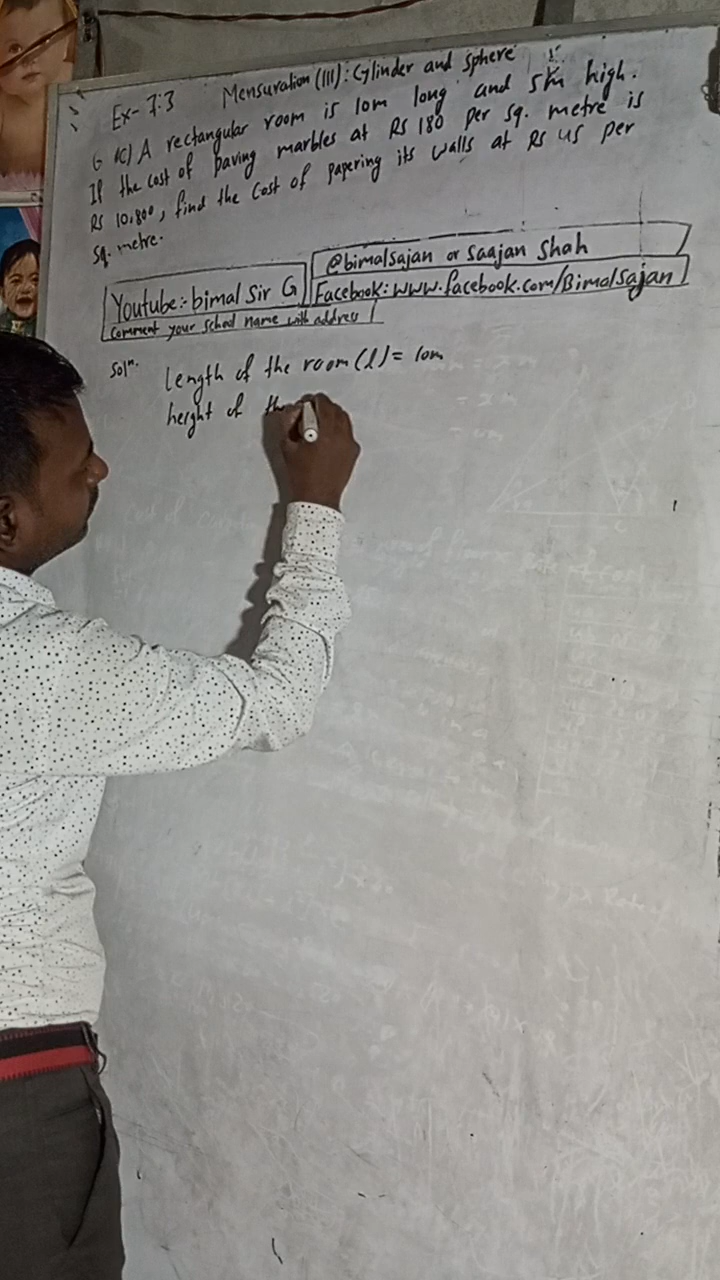 Ex- 7:3 Mensuration (III): Cylinder and sphere
6 (C) A rectangular room is 10m long and 5m high.
If the cost of paving marbles at Rs 180 per sq. metre is
RS 10,800, find the cost of papering its walls at Rs 45 per
sq. metre.
@bimalsajan or Saajan Shah
Youtube:- bimal Sir G
Facebook: www.facebook.com/Bimalsajan
comment your school name with address
Solⁿ.
Length of the room (l) = 10m
height of th